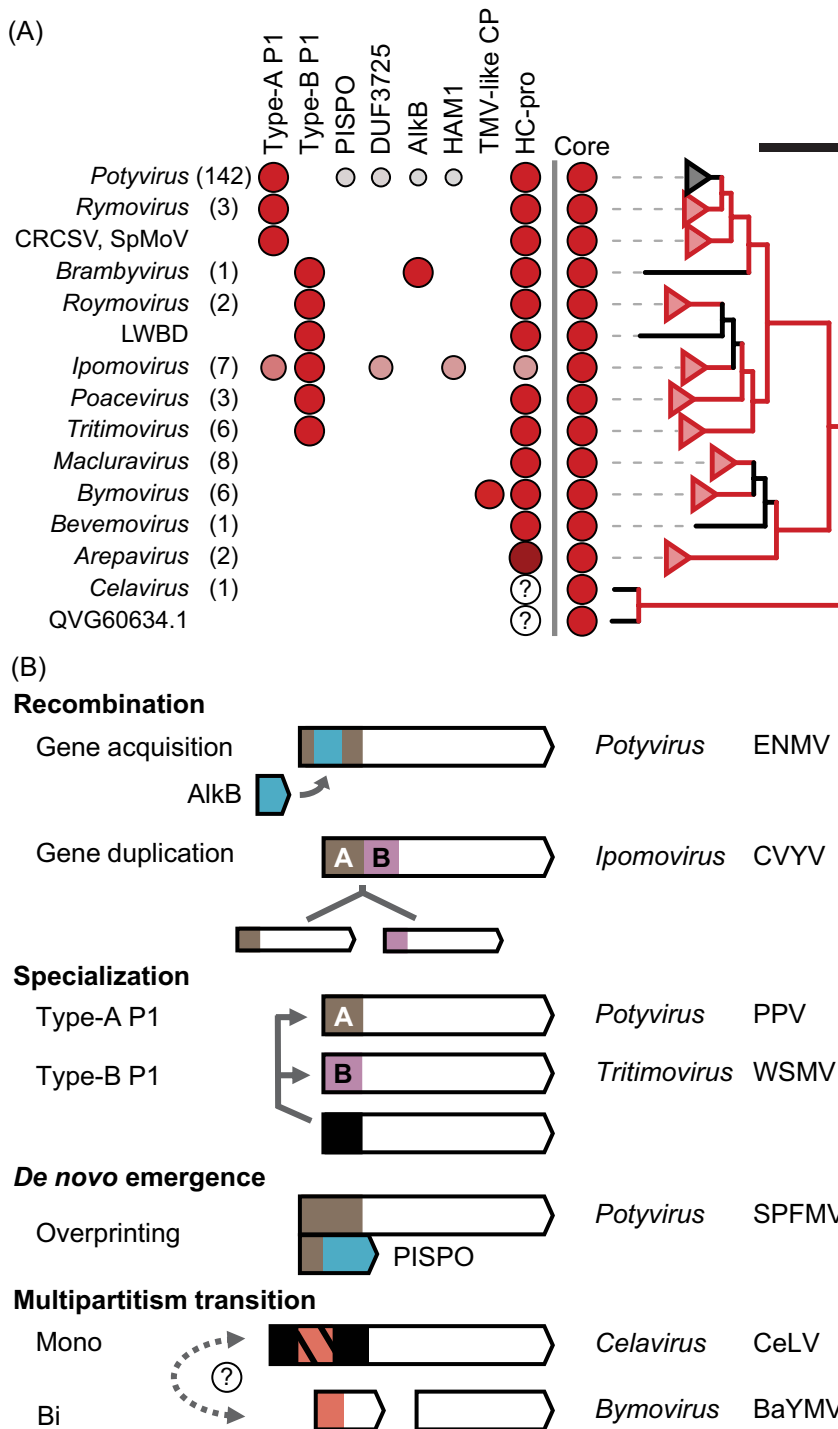 (A)
Type-A P1
Type-B P1
PISPO
DUF3725
AlkB
HAM1
TMV-like CP
HC-pro
Core
Potyvirus (142)
Rymovirus (3)
CRCSV, SpMoV
Brambyvirus (1)
Roymovirus (2)
LWBD
Ipomovirus (7)
Poacevirus (3)
Tritimovirus (6)
Macluravirus (8)
Bymovirus (6)
Bevemovirus (1)
Arepavirus (2)
Celavirus (1) ?
QVG60634.1 ?
(B)
Recombination
Gene acquisition Potyvirus ENMV
AlkB
Gene duplication A B Ipomovirus CVYV
Specialization
Type-A P1 A Potyvirus PPV
Type-B P1 B Tritimovirus WSMV
De novo emergence
Overprinting Potyvirus SPFMV
PISPO
Multipartitism transition
Mono Celavirus CeLV
?
Bi Bymovirus BaYMV